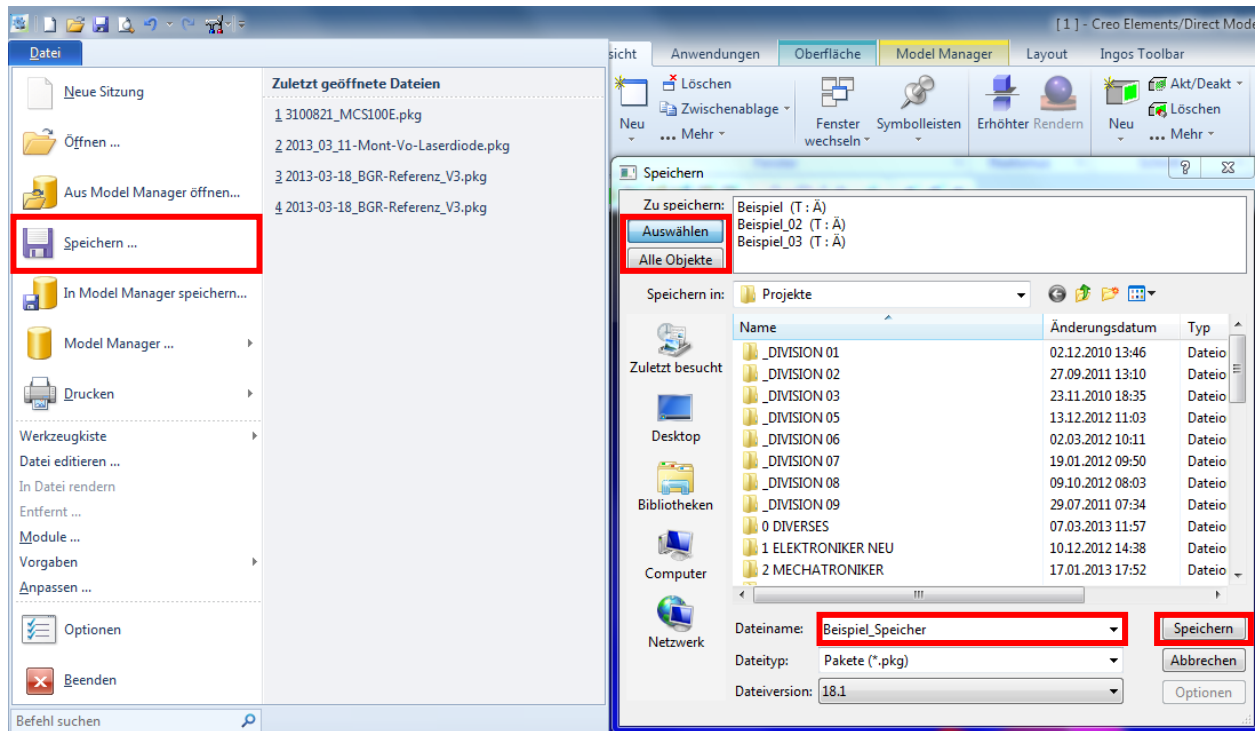 [ 1 ] - Creo Elements/Direct Mode
Datei
sicht Anwendungen Oberfläche Model Manager Layout Ingos Toolbar
Neue Sitzung
Öffnen ...
Aus Model Manager öffnen...
Speichern ...
In Model Manager speichern...
Model Manager ...
Drucken
Werkzeugkiste
Datei editieren ...
In Datei rendern
Entfernt ...
Module ...
Vorgaben
Anpassen ...
Optionen
Beenden
Befehl suchen
Zuletzt geöffnete Dateien
1 3100821_MCS100E.pkg
2 2013_03_11-Mont-Vo-Laserdiode.pkg
3 2013-03-18_BGR-Referenz_V3.pkg
4 2013-03-18_BGR-Referenz_V3.pkg
Neu
Löschen
Zwischenablage
... Mehr
Fenster
wechseln
Symbolleisten
Erhöhter Rendern
Neu
Akt/Deakt
Löschen
... Mehr
Speichern
Zu speichern:
Auswählen
Alle Objekte
Beispiel (T : Ä)
Beispiel_02 (T : Ä)
Beispiel_03 (T : Ä)
Speichern in: Projekte
Zuletzt besucht
Desktop
Bibliotheken
Computer
Netzwerk
Name Änderungsdatum Typ
_DIVISION 01 02.12.2010 13:46 Dateio
_DIVISION 02 27.09.2011 13:10 Dateio
_DIVISION 03 23.11.2010 18:35 Dateio
_DIVISION 05 13.12.2012 11:03 Dateio
_DIVISION 06 02.03.2012 10:11 Dateio
_DIVISION 07 19.01.2012 09:50 Dateio
_DIVISION 08 09.10.2012 08:03 Dateio
_DIVISION 09 29.07.2011 07:34 Dateio
0 DIVERSES 07.03.2013 11:57 Dateio
1 ELEKTRONIKER NEU 10.12.2012 14:38 Dateio
2 MECHATRONIKER 17.01.2013 17:52 Dateio
Dateiname: Beispiel_Speicher Speichern
Dateityp: Pakete (*.pkg) Abbrechen
Dateiversion: 18.1 Optionen